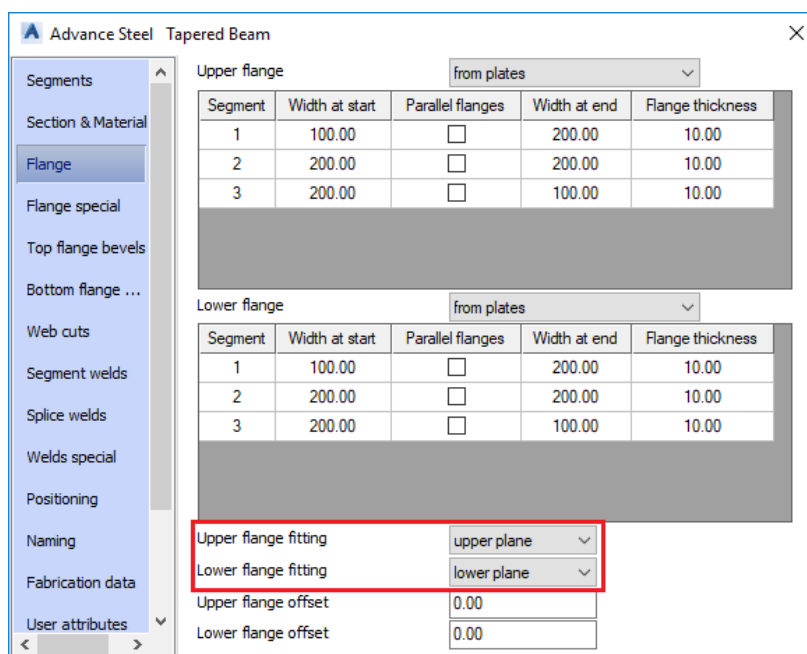 Advance Steel Tapered Beam
Segments
Section & Material
Flange
Flange special
Top flange bevels
Bottom flange ...
Web cuts
Segment welds
Splice welds
Welds special
Positioning
Naming
Fabrication data
User attributes
Upper flange from plates
Segment Width at start Parallel flanges Width at end Flange thickness
1 100.00 200.00 10.00
2 200.00 200.00 10.00
3 200.00 100.00 10.00
Lower flange from plates
Segment Width at start Parallel flanges Width at end Flange thickness
1 100.00 200.00 10.00
2 200.00 200.00 10.00
3 200.00 100.00 10.00
Upper flange fitting upper plane
Lower flange fitting lower plane
Upper flange offset 0.00
Lower flange offset 0.00